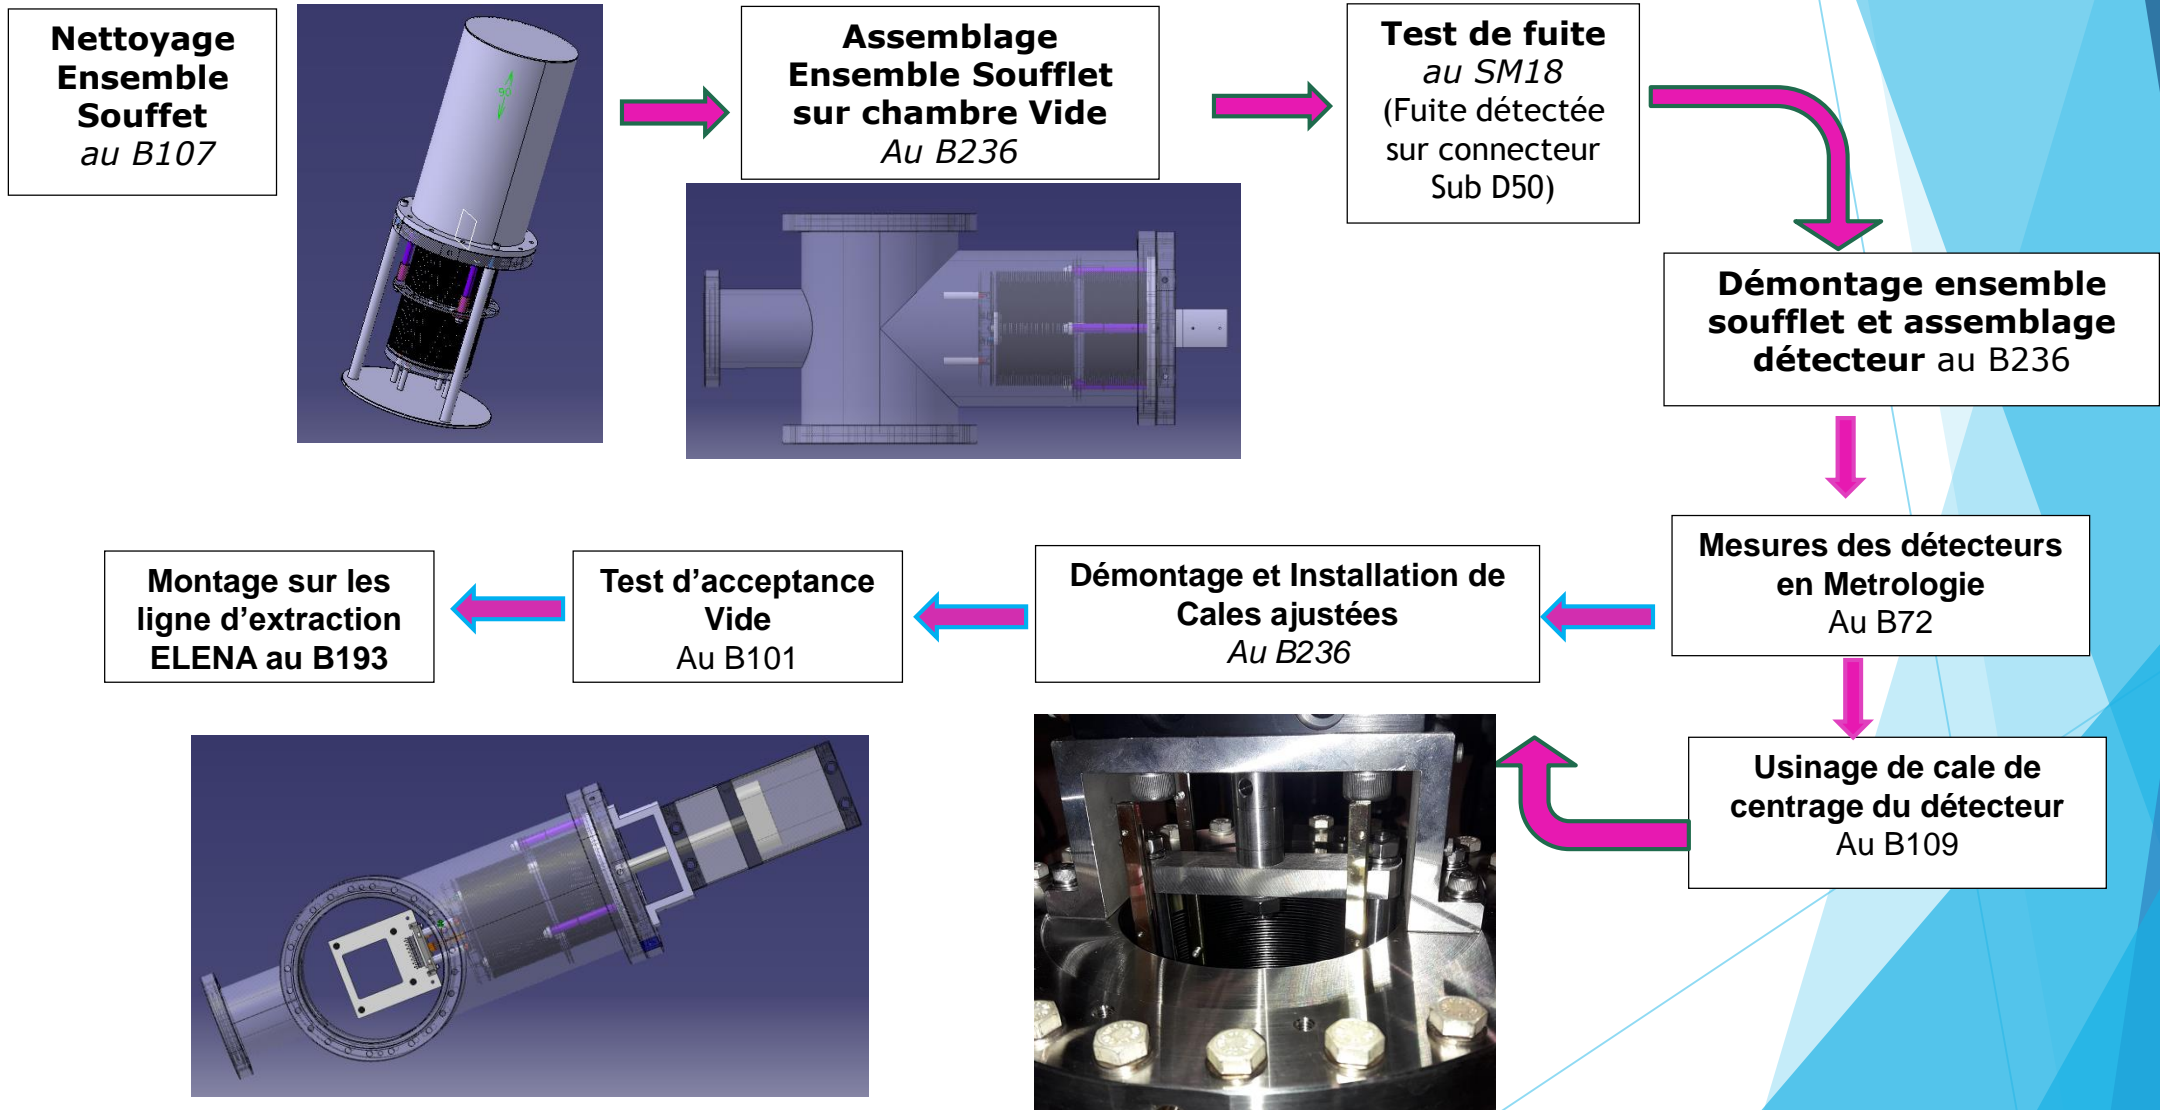 Nettoyage
Ensemble
Souffet
au B107
90
Assemblage
Ensemble Soufflet
sur chambre Vide
Au B236
Test de fuite
au SM18
(Fuite détectée
sur connecteur
Sub D50)
Démontage ensemble
soufflet et assemblage
détecteur au B236
Mesures des détecteurs
en Metrologie
Au B72
Usinage de cale de
centrage du détecteur
Au B109
Démontage et Installation de
Cales ajustées
Au B236
Test d’acceptance
Vide
Au B101
Montage sur les
ligne d’extraction
ELENA au B193